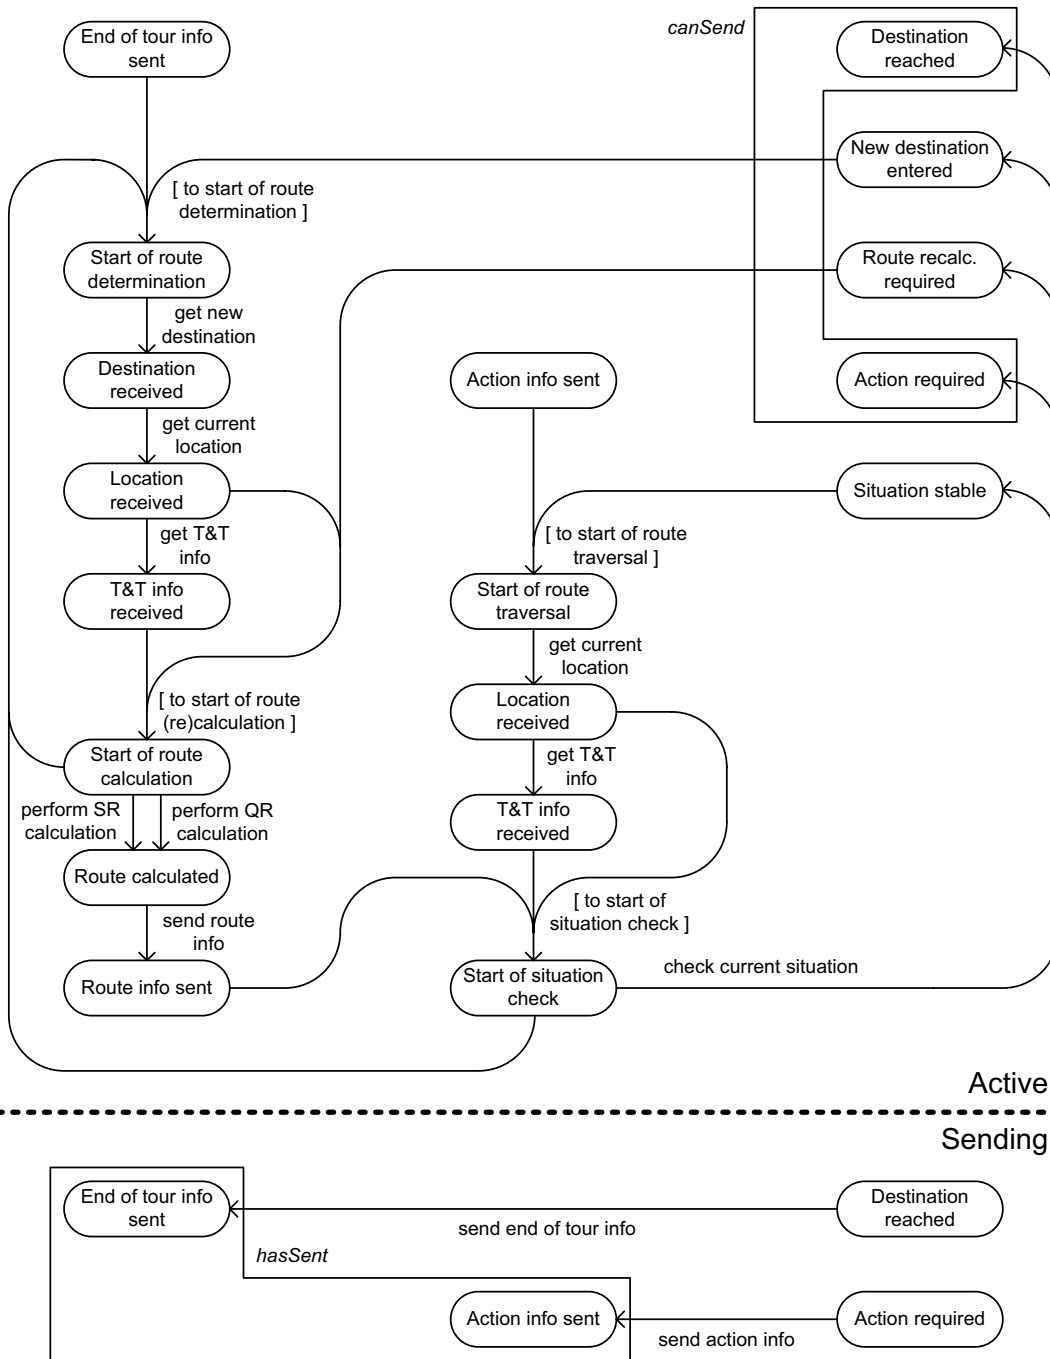 End of tour info
sent
canSend
Destination
reached
New destination
entered
[ to start of route
determination ]
Start of route
determination
Route recalc.
required
get new
destination
Destination
received
Action info sent
Action required
get current
location
Location
received
Situation stable
get T&T
info
[ to start of route
traversal ]
T&T info
received
Start of route
traversal
get current
location
[ to start of route
(re)calculation ]
Location
received
Start of route
calculation
get T&T
info
perform SR
calculation
perform QR
calculation
T&T info
received
Route calculated
[ to start of
situation check ]
send route
info
Route info sent
Start of situation
check
check current situation
Active
Sending
End of tour info
sent
send end of tour info
Destination
reached
hasSent
Action info sent
send action info
Action required